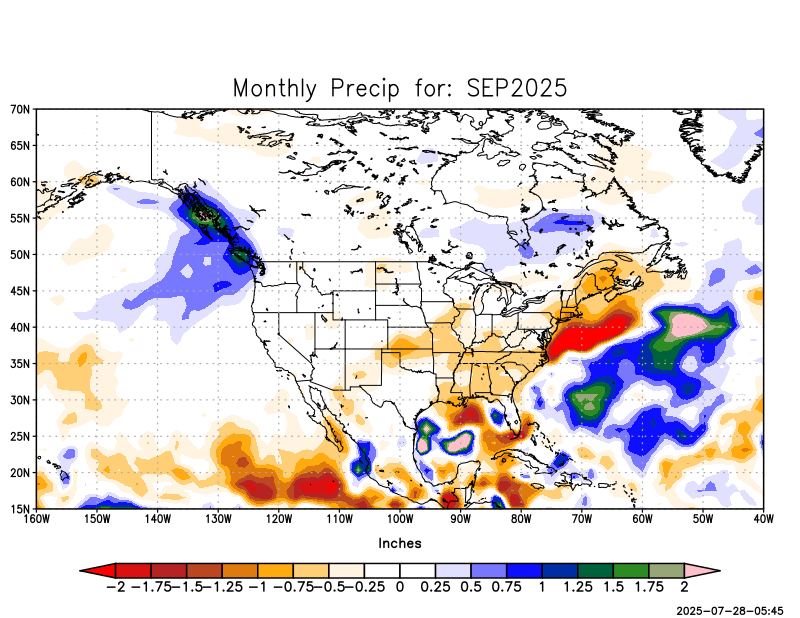 Monthly Precip for: SEP2025
70N
65N
60N
55N
50N
45N
40N
35N
30N
25N
20N
15N
160W 150W 140W 130W 120W 110W 100W 90W 80W 70W 60W 50W 40W
Inches
-2 -1.75 -1.5 -1.25 -1 -0.75 -0.5 -0.25 0 0.25 0.5 0.75 1 1.25 1.5 1.75 2
2025-07-28-05:45